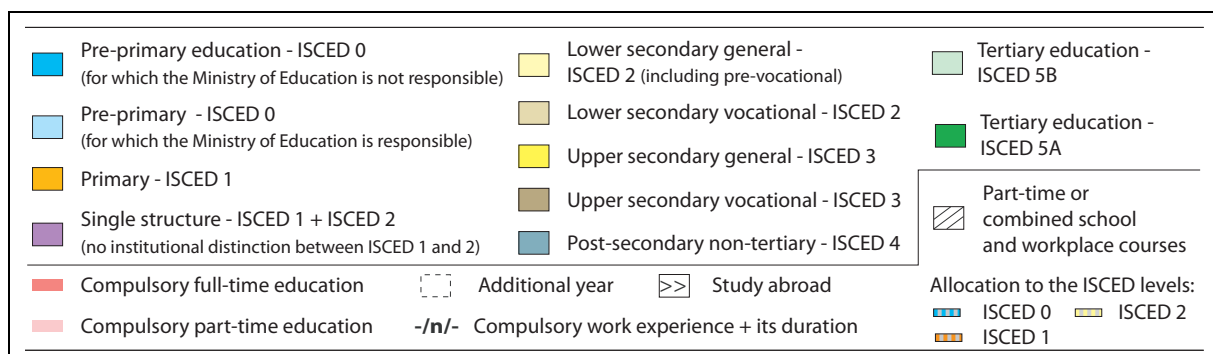 Pre-primary education - ISCED 0
(for which the Ministry of Education is not responsible)
Pre-primary - ISCED 0
(for which the Ministry of Education is responsible)
Primary - ISCED 1
Single structure - ISCED 1 + ISCED 2
(no institutional distinction between ISCED 1 and 2)
Lower secondary general -
ISCED 2 (including pre-vocational)
Lower secondary vocational - ISCED 2
Upper secondary general - ISCED 3
Upper secondary vocational - ISCED 3
Post-secondary non-tertiary - ISCED 4
Tertiary education -
ISCED 5B
Tertiary education -
ISCED 5A
Part-time or
combined school
and workplace courses
Compulsory full-time education
Additional year
>> Study abroad
Compulsory part-time education
-/n/- Compulsory work experience + its duration
Allocation to the ISCED levels:
ISCED 0 ISCED 2
ISCED 1